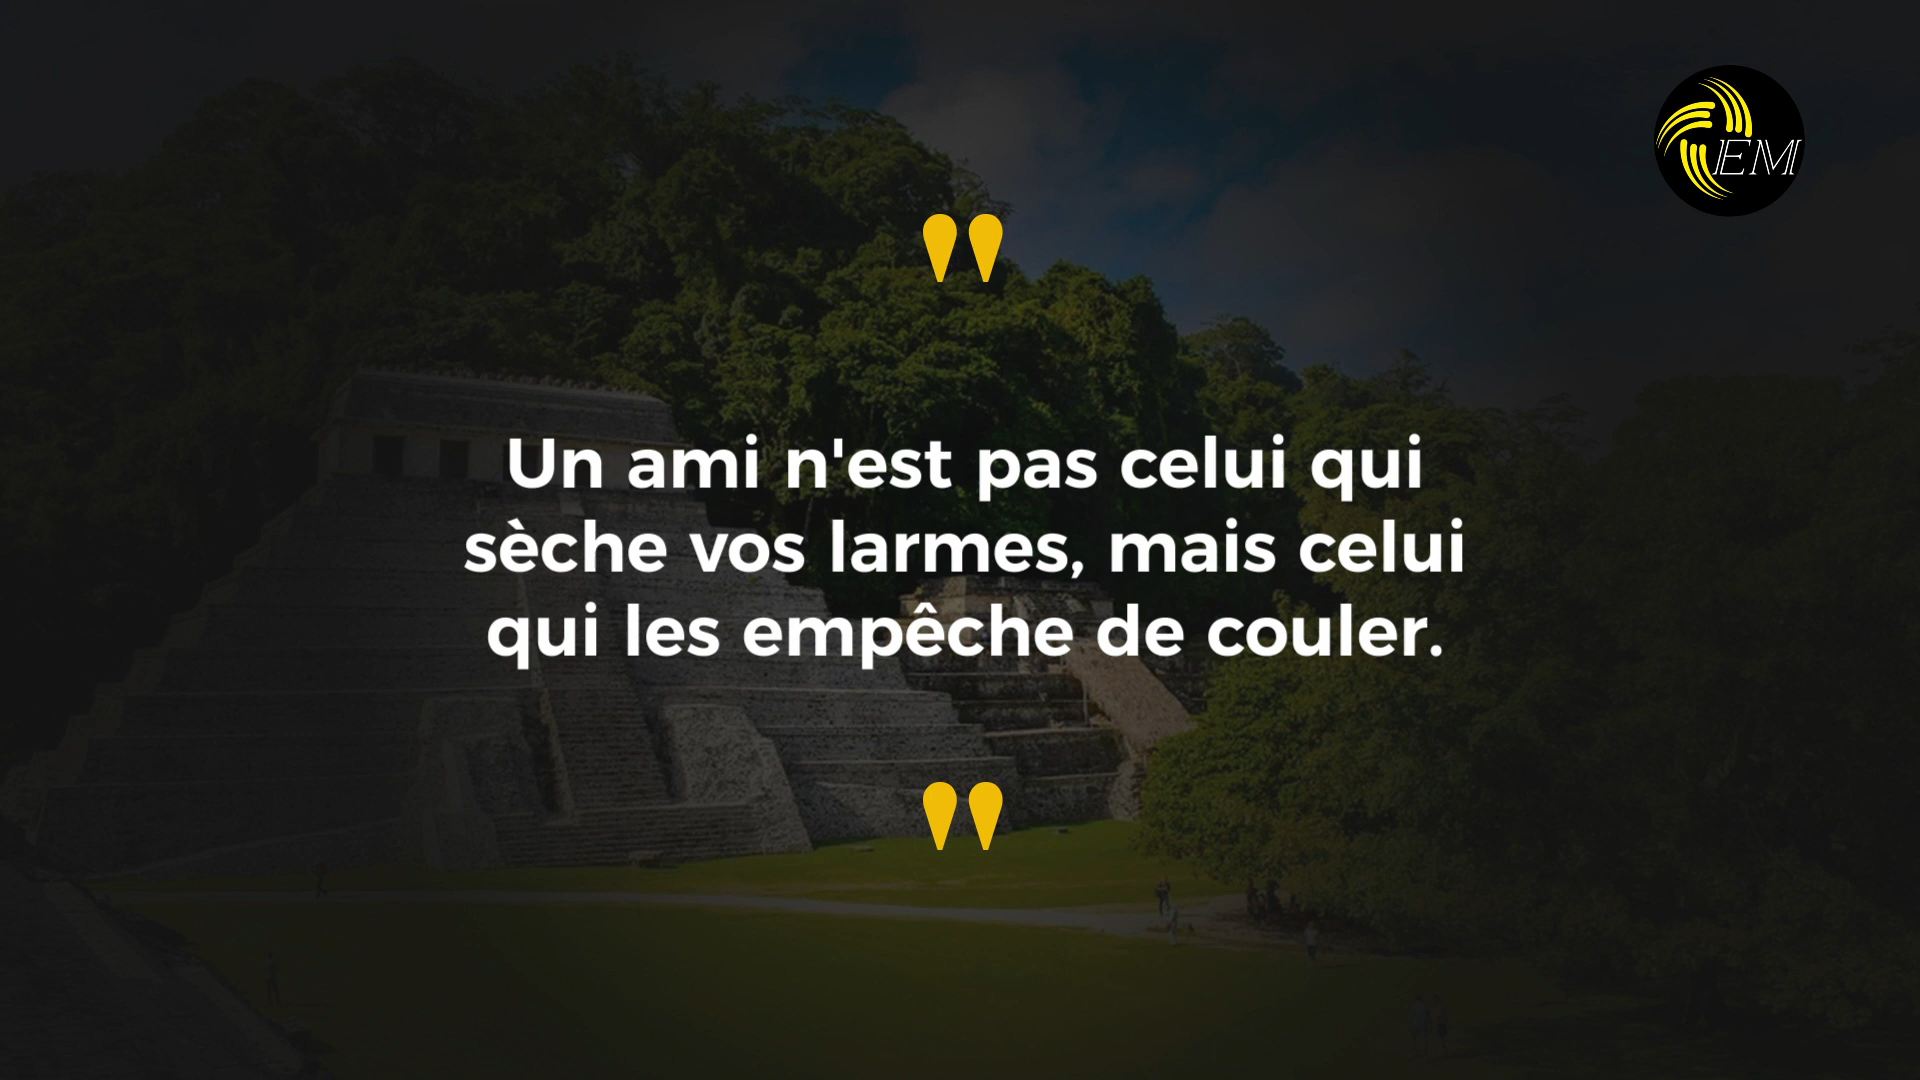 EM
"
Un ami n'est pas celui qui
sèche vos larmes, mais celui
qui les empêche de couler.
"